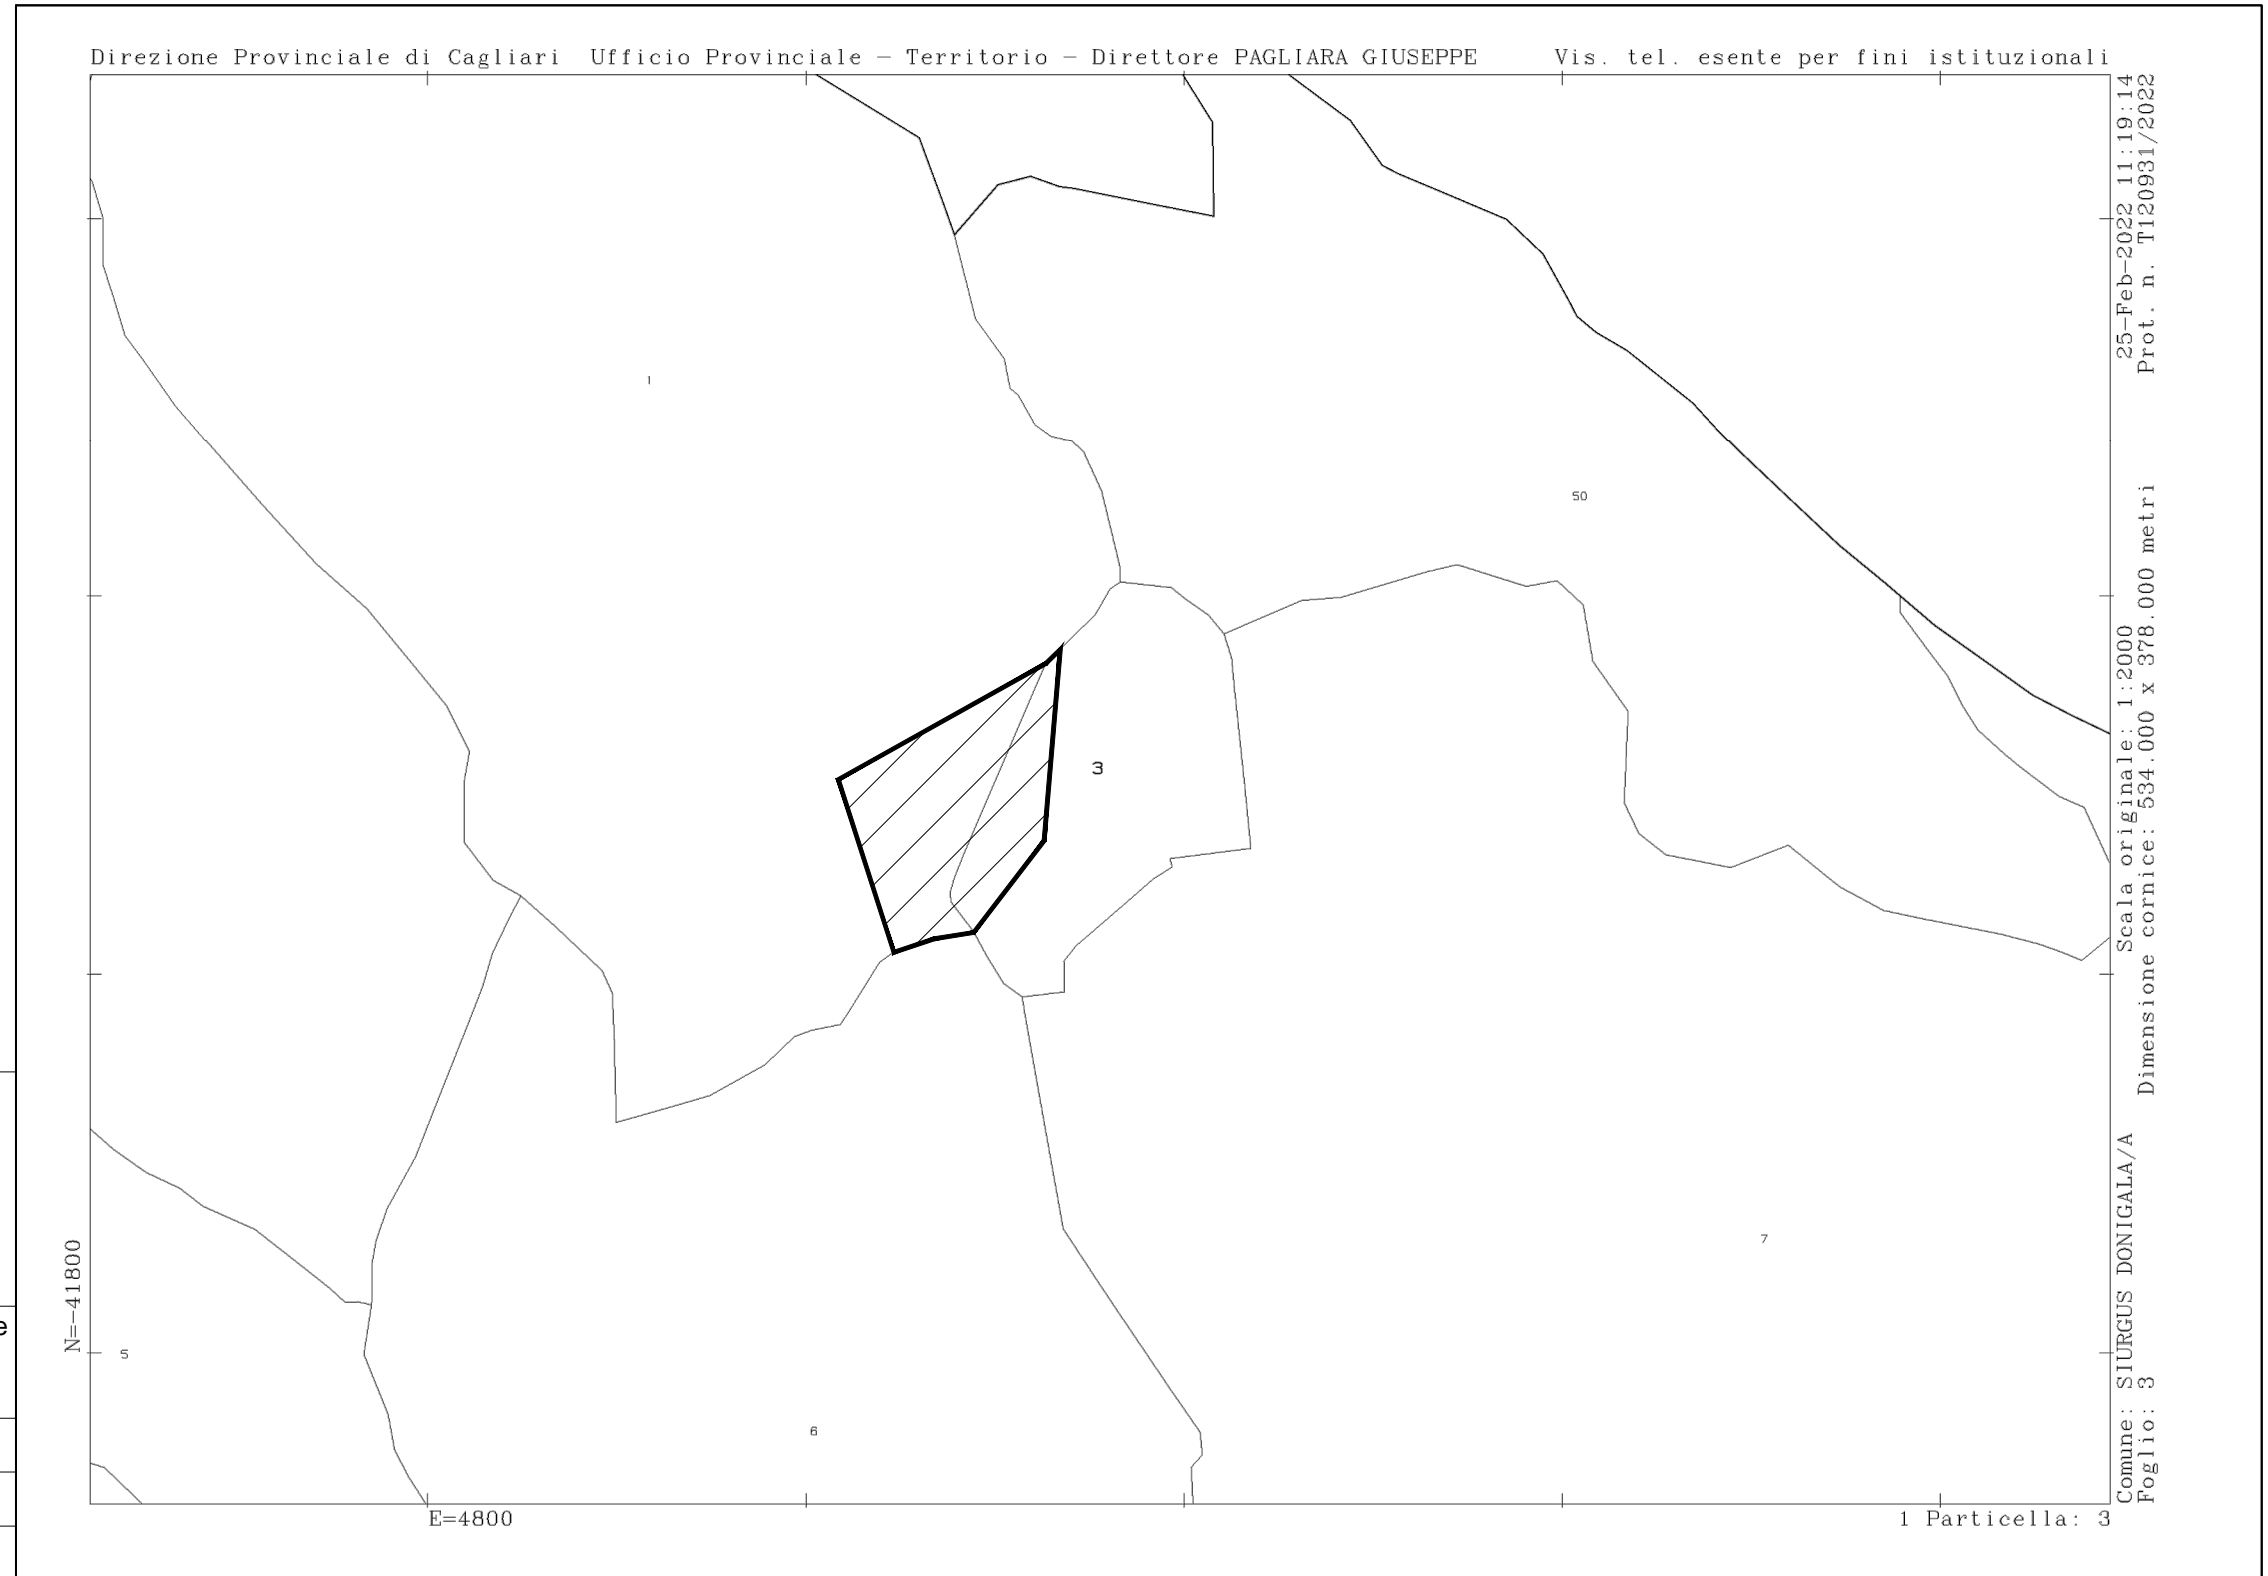 Direzione Provinciale di Cagliari Ufficio Provinciale - Territorio - Direttore PAGLIARA GIUSEPPE Vis. tel. esente per fini istituzionali
25-Feb-2022 11:19:14
Prot. n. T120931/2022
1
50
Scala originale: 1:2000
Dimensione cornice: 534.000 x 378.000 metri
3
Comune: SIURGUS DONIGALA/A
Foglio: 3
7
N=-41800
e
5
6
E=4800
1 Particella: 3